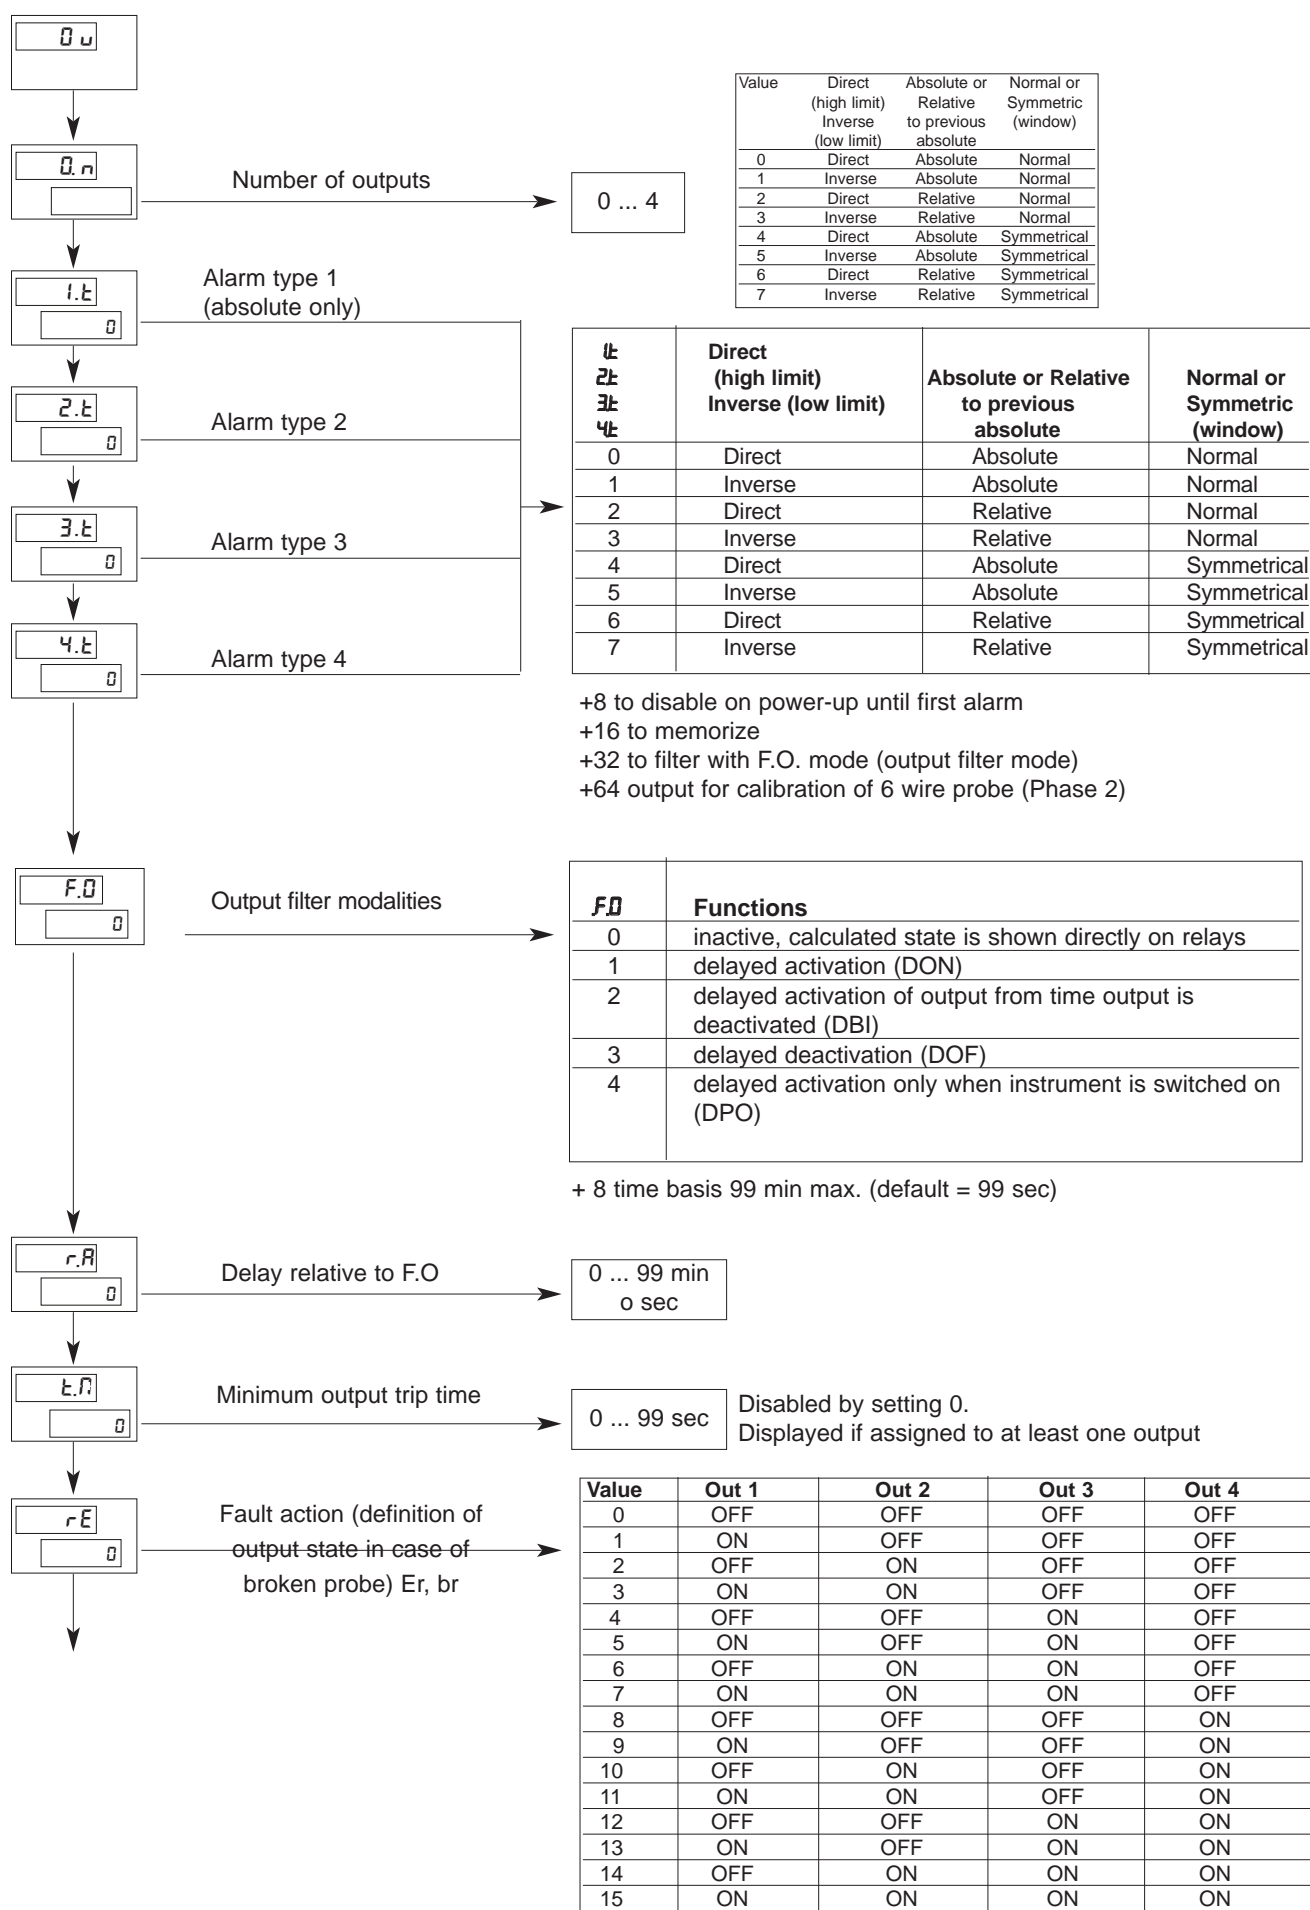 0 u
Value Direct Absolute or Normal or
(high limit) Relative Symmetric
Inverse to previous (window)
(low limit) absolute
0 Direct Absolute Normal
1 Inverse Absolute Normal
2 Direct Relative Normal
3 Inverse Relative Normal
4 Direct Absolute Symmetrical
5 Inverse Absolute Symmetrical
6 Direct Relative Symmetrical
7 Inverse Relative Symmetrical
0.n
Number of outputs
0 ... 4
1.t
0
Alarm type 1
(absolute only)
2.t
0
Alarm type 2
3.t
0
Alarm type 3
4.t
0
Alarm type 4
1t Direct
2t (high limit) Absolute or Relative Normal or
3t Inverse (low limit) to previous Symmetric
4t absolute (window)
0 Direct Absolute Normal
1 Inverse Absolute Normal
2 Direct Relative Normal
3 Inverse Relative Normal
4 Direct Absolute Symmetrical
5 Inverse Absolute Symmetrical
6 Direct Relative Symmetrical
7 Inverse Relative Symmetrical
+8 to disable on power-up until first alarm
+16 to memorize
+32 to filter with F.O. mode (output filter mode)
+64 output for calibration of 6 wire probe (Phase 2)
F.0
0
Output filter modalities
F.0 Functions
0 inactive, calculated state is shown directly on relays
1 delayed activation (DON)
2 delayed activation of output from time output is
deactivated (DBI)
3 delayed deactivation (DOF)
4 delayed activation only when instrument is switched on
(DPO)
+ 8 time basis 99 min max. (default = 99 sec)
r.A
0
Delay relative to F.O
0 ... 99 min
o sec
t.M
0
Minimum output trip time
0 ... 99 sec
Disabled by setting 0.
Displayed if assigned to at least one output
rE
0
Fault action (definition of
output state in case of
broken probe) Er, br
Value Out 1 Out 2 Out 3 Out 4
0 OFF OFF OFF OFF
1 ON OFF OFF OFF
2 OFF ON OFF OFF
3 ON ON OFF OFF
4 OFF OFF ON OFF
5 ON OFF ON OFF
6 OFF ON ON OFF
7 ON ON ON OFF
8 OFF OFF OFF ON
9 ON OFF OFF ON
10 OFF ON OFF ON
11 ON ON OFF ON
12 OFF OFF ON ON
13 ON OFF ON ON
14 OFF ON ON ON
15 ON ON ON ON